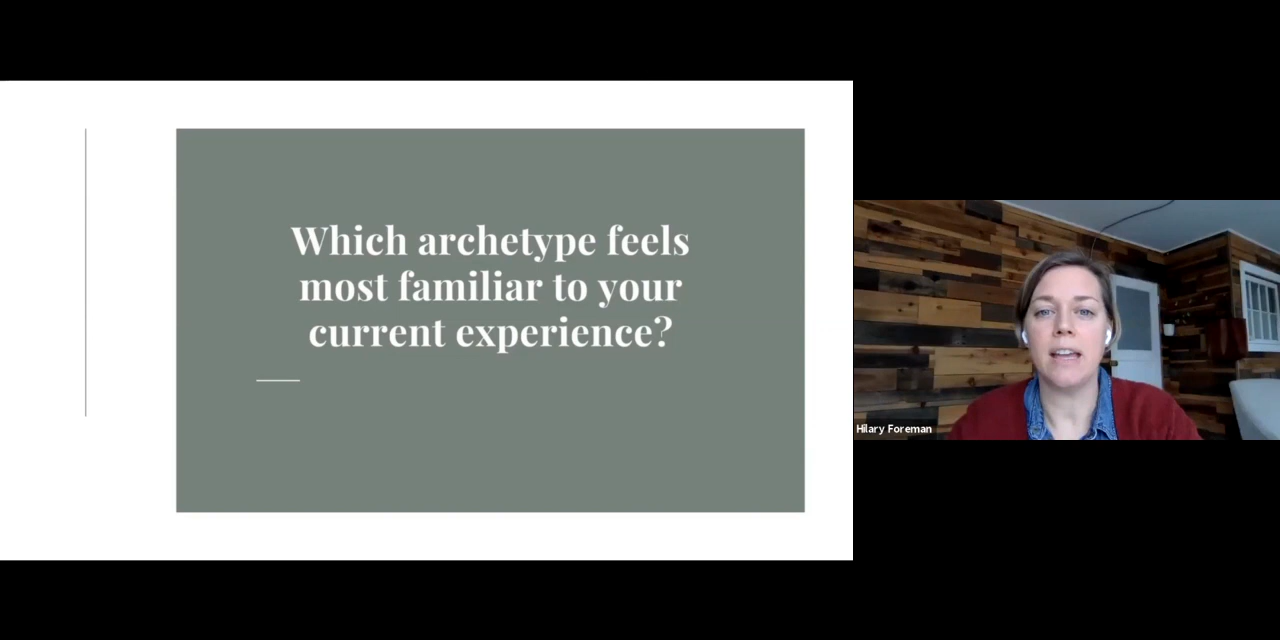 Which archetype feels
most familiar to your
current experience?
Hilary Foreman